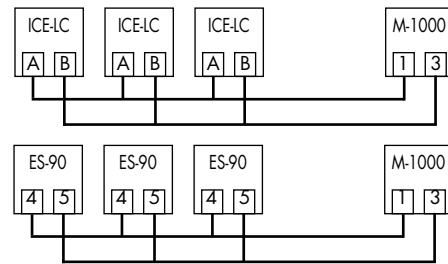 ICE-LC ICE-LC ICE-LC M-1000
A B A B A B 1 3
ES-90 ES-90 ES-90 M-1000
4 5 4 5 4 5 1 3